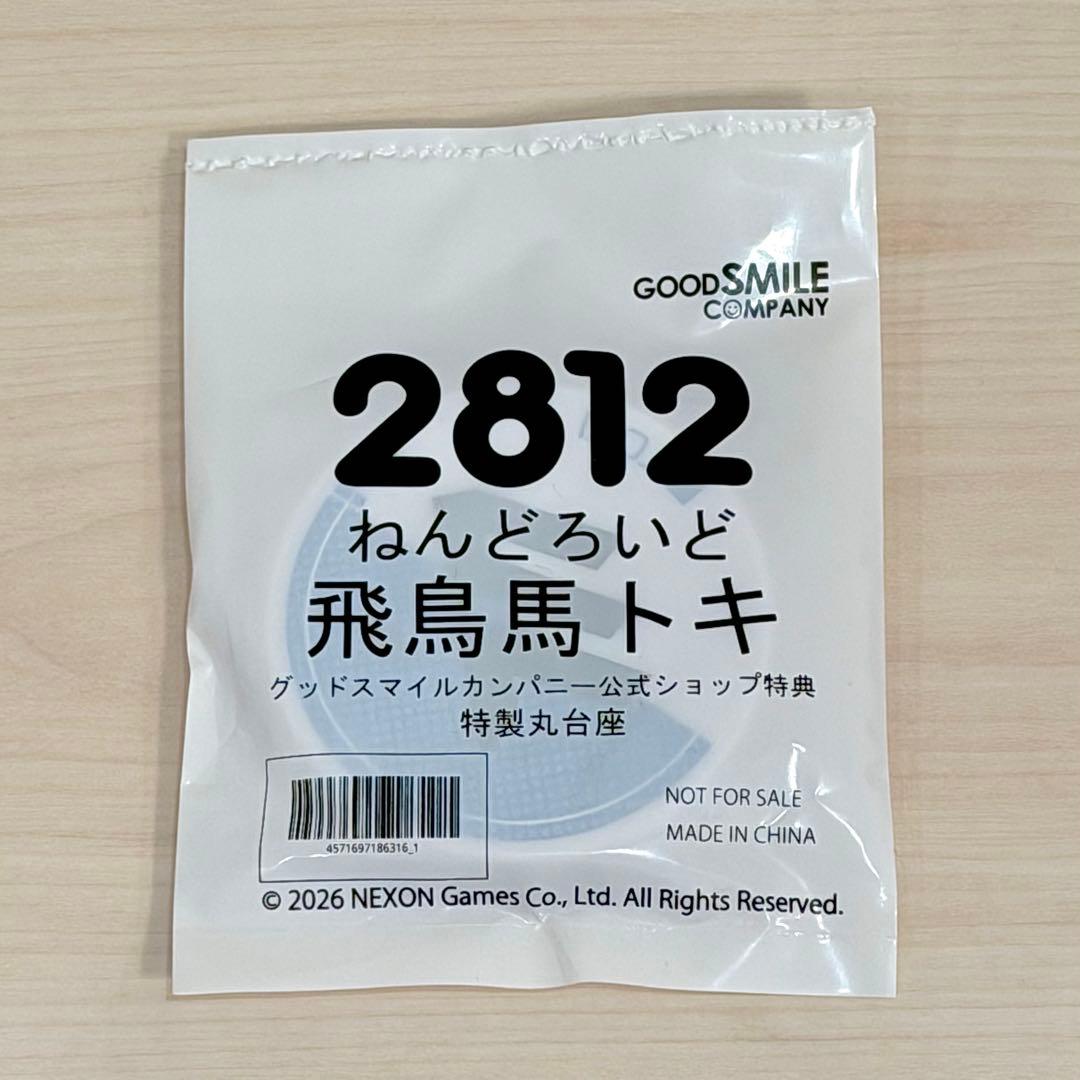 GOODSMILE
COMPANY
2812
ねんどろいど
飛鳥馬トキ
グッドスマイルカンパニー公式ショップ特典
特製丸台座
4571697186316_1
NOT FOR SALE
MADE IN CHINA
© 2026 NEXON Games Co., Ltd. All Rights Reserved.